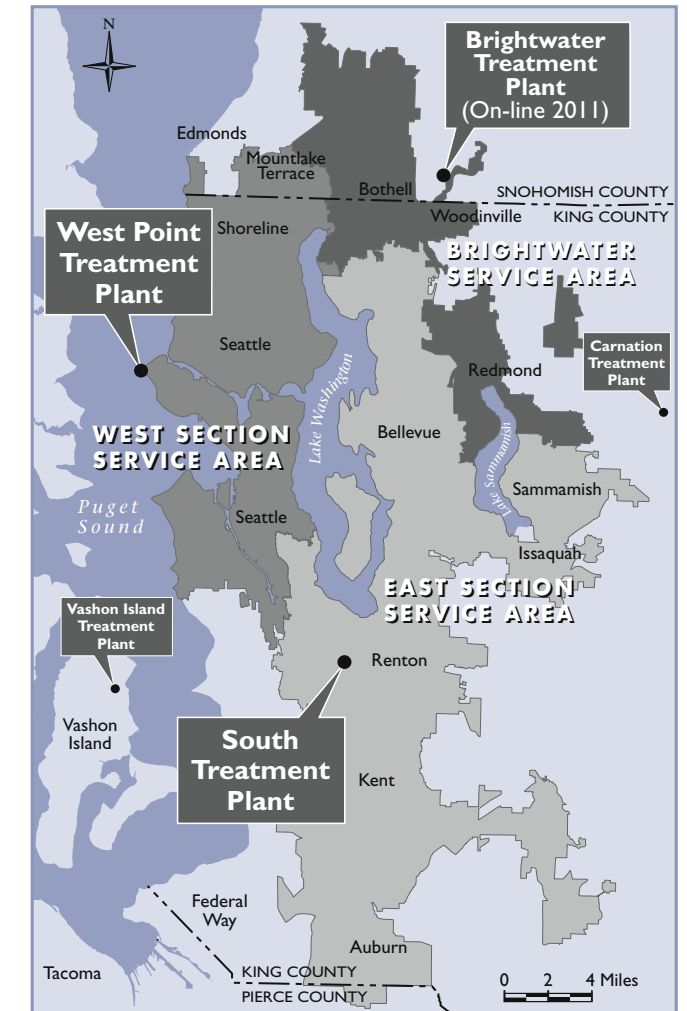 N
Brightwater
Treatment
Plant
(On-line 2011)
Edmonds
Mountlake
Terrace
Bothell
SNOHOMISH COUNTY
KING COUNTY
Woodinville
Shoreline
West Point
Treatment
Plant
BRIGHTWATER
SERVICE AREA
Seattle
Lake Washington
Redmond
Carnation
Treatment
Plant
WEST SECTION
SERVICE AREA
Bellevue
Lake Sammamish
Sammamish
Puget
Sound
Seattle
Issaquah
EAST SECTION
SERVICE AREA
Vashon Island
Treatment
Plant
Renton
Vashon
Island
South
Treatment
Plant
Kent
Federal
Way
Auburn
Tacoma
KING COUNTY
PIERCE COUNTY
0 2 4 Miles